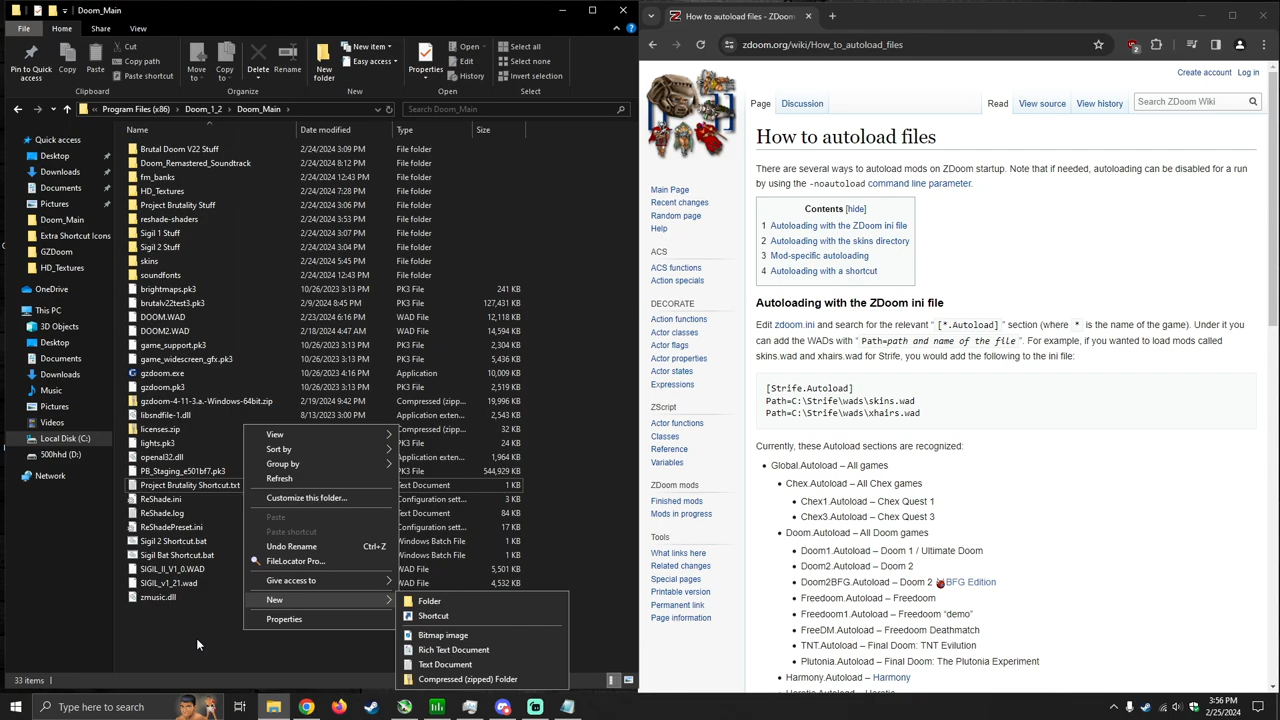 Doom_Main
File
Home
Share
View
Pin to Quick access
Copy
Paste
Cut
Copy path
Paste shortcut
Clipboard
Move to
Copy to
Delete
Rename
Organize
New folder
New item
Easy access
New
Properties
Open
Edit
History
Open
Select all
Select none
Invert selection
Select
Program Files (x86) > Doom_1_2 > Doom_Main >
Search Doom_Main
Quick access
Desktop
Downloads
Documents
Pictures
Doom_Main
Extra Shortcut Icons
GZDoom
HD_Textures
OneDrive
This PC
3D Objects
Desktop
Documents
Downloads
Music
Pictures
Videos
Local Disk (C:)
500hhd (D:)
Network
Name Date modified Type Size
Brutal Doom V22 Stuff 2/24/2024 3:09 PM File folder
Doom_Remastered_Soundtrack 2/24/2024 8:12 PM File folder
fm_banks 2/24/2024 12:43 PM File folder
HD_Textures 2/24/2024 7:28 PM File folder
Project Brutality Stuff 2/24/2024 3:06 PM File folder
reshade-shaders 2/24/2024 3:53 PM File folder
Sigil 1 Stuff 2/24/2024 3:07 PM File folder
Sigil 2 Stuff 2/24/2024 3:04 PM File folder
skins 2/24/2024 5:45 PM File folder
soundfonts 2/24/2024 12:43 PM File folder
brightmaps.pk3 10/26/2023 3:13 PM PK3 File 241 KB
brutalv22test3.pk3 2/9/2024 8:45 PM PK3 File 127,431 KB
DOOM.WAD 2/23/2024 6:16 PM WAD File 12,118 KB
DOOM2.WAD 2/18/2024 4:47 AM WAD File 14,594 KB
game_support.pk3 10/26/2023 3:13 PM PK3 File 2,304 KB
game_widescreen_gfx.pk3 10/26/2023 3:13 PM PK3 File 5,436 KB
gzdoom.exe 10/26/2023 4:16 PM Application 10,009 KB
gzdoom.pk3 10/26/2023 3:13 PM PK3 File 2,519 KB
gzdoom-4-11-3.a.-Windows-64bit.zip 2/19/2024 9:42 PM Compressed (zipp... 19,996 KB
libsndfile-1.dll 8/13/2023 3:00 PM Application exten... 2,543 KB
licenses.zip Compressed (zipp... 32 KB
lights.pk3 PK3 File 24 KB
openal32.dll Application exten... 1,964 KB
PB_Staging_e501bf7.pk3 PK3 File 544,929 KB
Project Brutality Shortcut.txt Text Document 1 KB
ReShade.ini Configuration sett... 3 KB
ReShade.log Text Document 84 KB
ReShadePreset.ini Configuration sett... 17 KB
Sigil 2 Shortcut.bat Windows Batch File 1 KB
Sigil Bat Shortcut.bat Windows Batch File 1 KB
SIGIL_II_V1_0.WAD WAD File 5,501 KB
SIGIL_v1_21.wad WAD File 4,732 KB
zmusic.dll
View
Sort by
Group by
Refresh
Customize this folder...
Paste
Paste shortcut
Undo Rename Ctrl+Z
FileLocator Pro...
Give access to
New
Properties
Folder
Shortcut
Bitmap image
Rich Text Document
Text Document
Compressed (zipped) Folder
33 items
How to autoload files - ZDoom
zdoom.org/wiki/How_to_autoload_files
2
Create account Log in
Page
Discussion
Read
View source
View history
Search ZDoom Wiki
Main Page
Recent changes
Random page
Help
ACS
ACS functions
Action specials
DECORATE
Action functions
Actor classes
Actor flags
Actor properties
Actor states
Expressions
ZScript
Actor functions
Classes
Reference
Variables
ZDoom mods
Finished mods
Mods in progress
Tools
What links here
Related changes
Special pages
Printable version
Permanent link
Page information
How to autoload files
There are several ways to autoload mods on ZDoom startup. Note that if needed, autoloading can be disabled for a run
by using the -noautoload command line parameter.
Contents [hide]
1 Autoloading with the ZDoom ini file
2 Autoloading with the skins directory
3 Mod-specific autoloading
4 Autoloading with a shortcut
Autoloading with the ZDoom ini file
Edit zdoom.ini and search for the relevant “[*.Autoload]” section (where * is the name of the game). Under it you
can add the WADs with “Path=path and name of the file”. For example, if you wanted to load mods called
skins.wad and xhairs.wad for Strife, you would add the following to the ini file:
[Strife.Autoload]
Path=C:\Strife\wads\skins.wad
Path=C:\Strife\wads\xhairs.wad
Currently, these Autoload sections are recognized:
Global.Autoload – All games
Chex.Autoload – All Chex games
Chex1.Autoload – Chex Quest 1
Chex3.Autoload – Chex Quest 3
Doom.Autoload – All Doom games
Doom1.Autoload – Doom 1 / Ultimate Doom
Doom2.Autoload – Doom 2
Doom2BFG.Autoload – Doom 2 BFG Edition
Freedoom.Autoload – Freedoom
Freedoom1.Autoload – Freedoom “demo”
FreeDM.Autoload – Freedoom Deathmatch
TNT.Autoload – Final Doom: TNT Evilution
Plutonia.Autoload – Final Doom: The Plutonia Experiment
Harmony.Autoload – Harmony
Type here to search
3:56 PM
2/25/2024